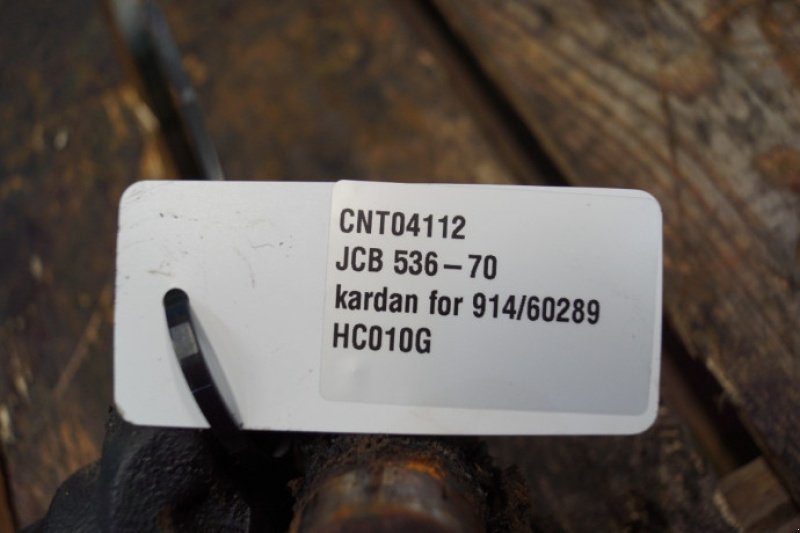 CNT04112
JCB 536-70
kardan for 914/60289
HC010G